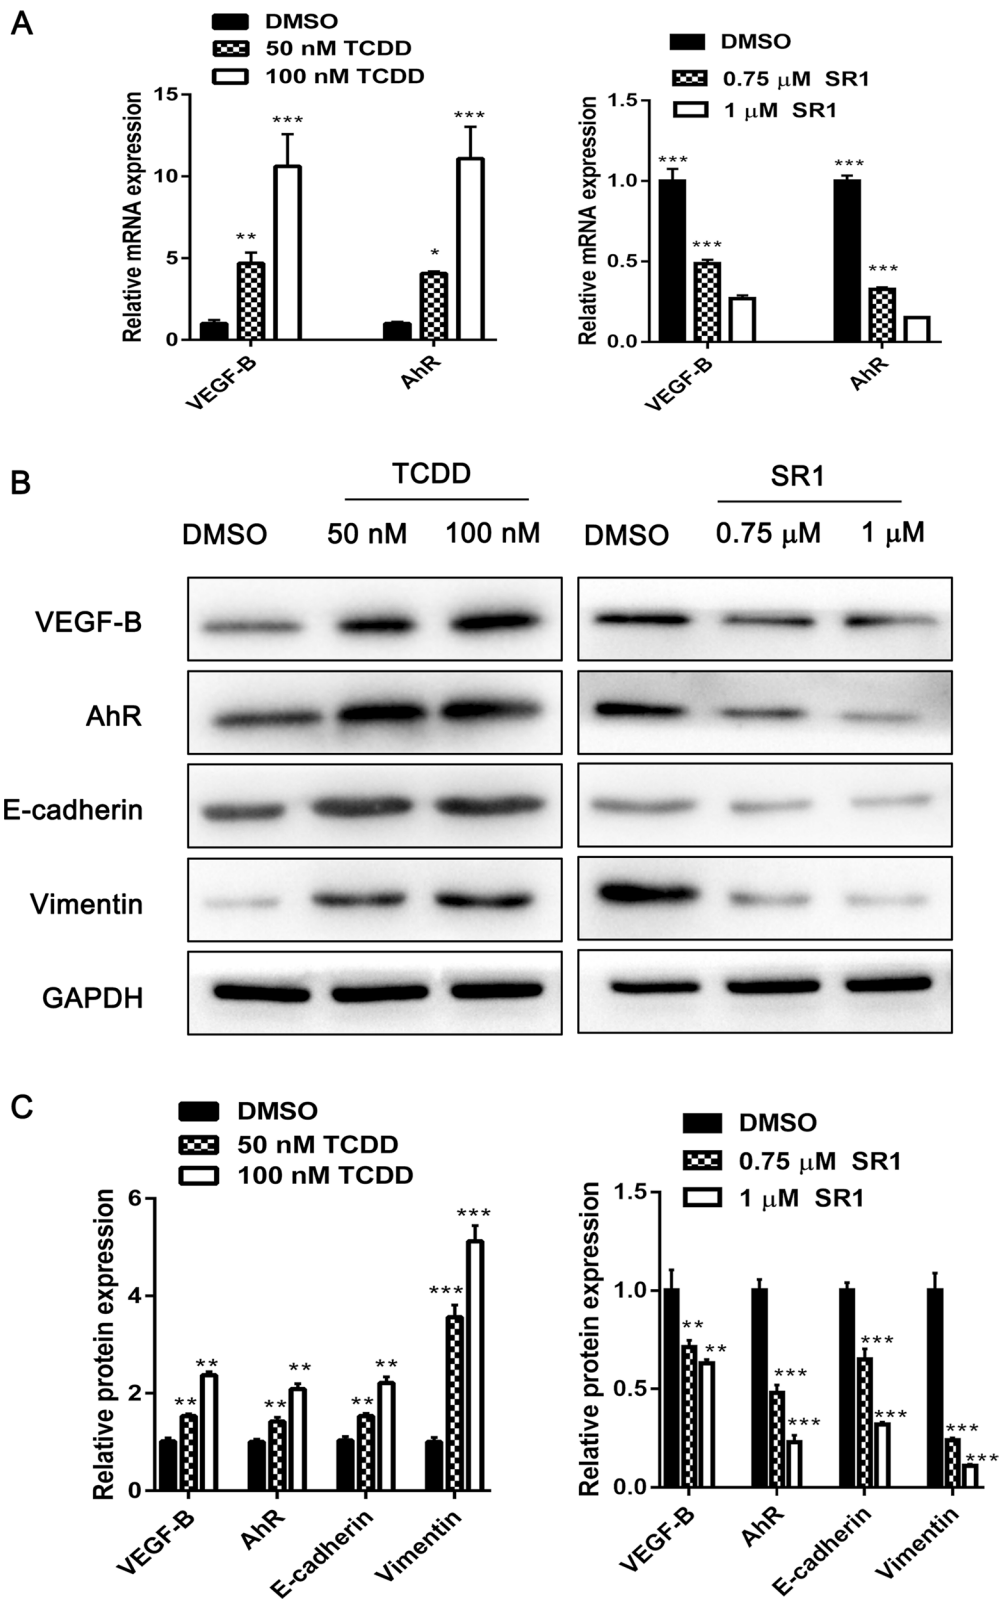 A
DMSO
50 nM TCDD
100 nM TCDD
Relative mRNA expression
15
10
5
0
** *** * ***
VEGF-B AhR
DMSO
0.75 μM SR1
1 μM SR1
Relative mRNA expression
1.5
1.0
0.5
0.0
*** *** *** ***
VEGF-B AhR
B
TCDD SR1
DMSO 50 nM 100 nM DMSO 0.75 μM 1 μM
VEGF-B
AhR
E-cadherin
Vimentin
GAPDH
C
DMSO
50 nM TCDD
100 nM TCDD
Relative protein expression
6
4
2
0
** ** ** ** ** ** *** ***
VEGF-B AhR E-cadherin Vimentin
DMSO
0.75 μM SR1
1 μM SR1
Relative protein expression
1.5
1.0
0.5
0.0
** ** *** *** *** *** *** ***
VEGF-B AhR E-cadherin Vimentin